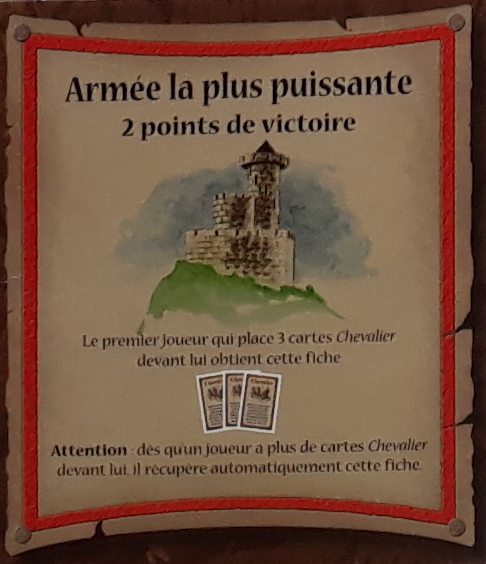 Armée la plus puissante
2 points de victoire
Le premier joueur qui place 3 cartes Chevalier
devant lui obtient cette fiche
Chevalier
Attention : dès qu'un joueur a plus de cartes Chevalier
devant lui, il récupère automatiquement cette fiche.